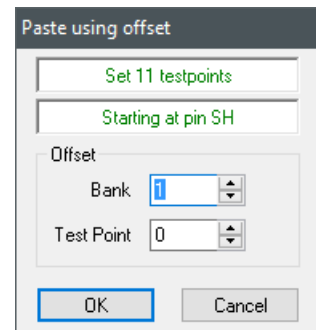 Paste using offset
Set 11 testpoints
Starting at pin SH
Offset
Bank 1
Test Point 0
OK Cancel